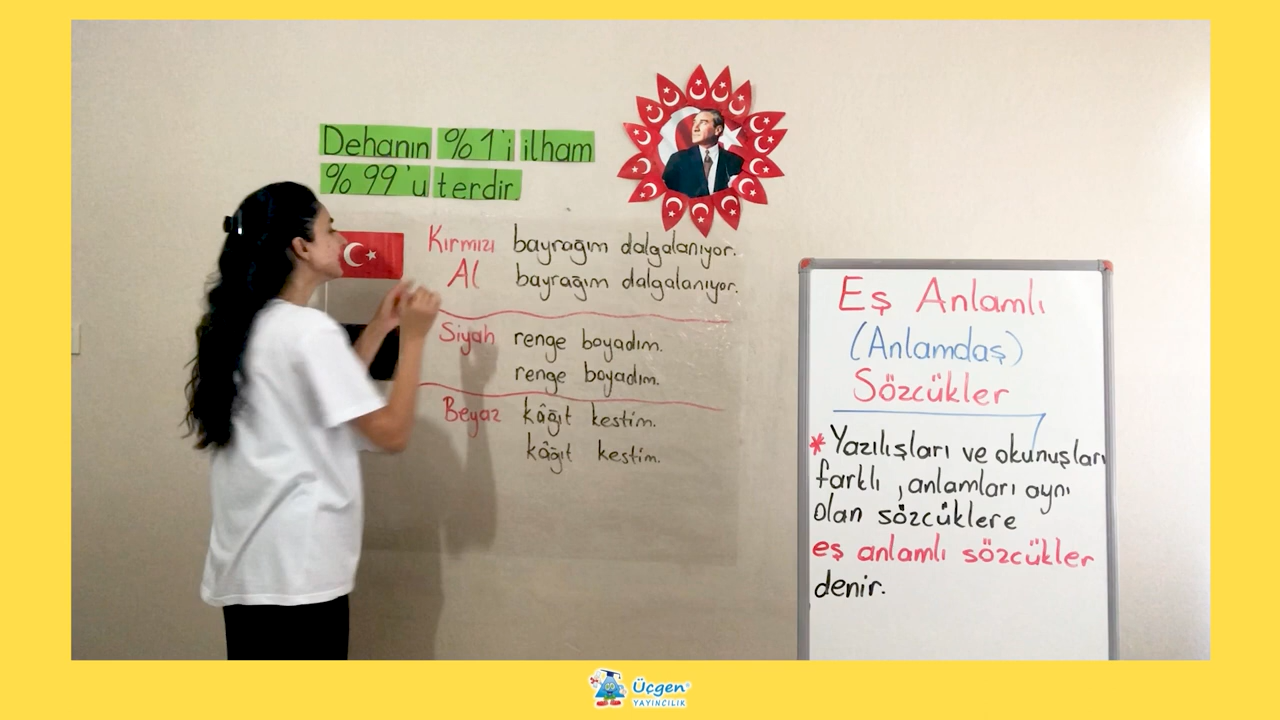 Dehanın %1'i ilham
%99'u terdir.
Kırmızı bayrağım dalgalanıyor.
Al bayrağım dalgalanıyor.
Siyah renge boyadım.
renge boyadım.
Beyaz kâğıt kestim.
kâğıt kestim.
Eş Anlamlı
(Anlamdaş)
Sözcükler
* Yazılışları ve okunuşları
farklı, anlamları aynı
olan sözcüklere
eş anlamlı sözcükler
denir.
Üçgen
YAYINCILIK